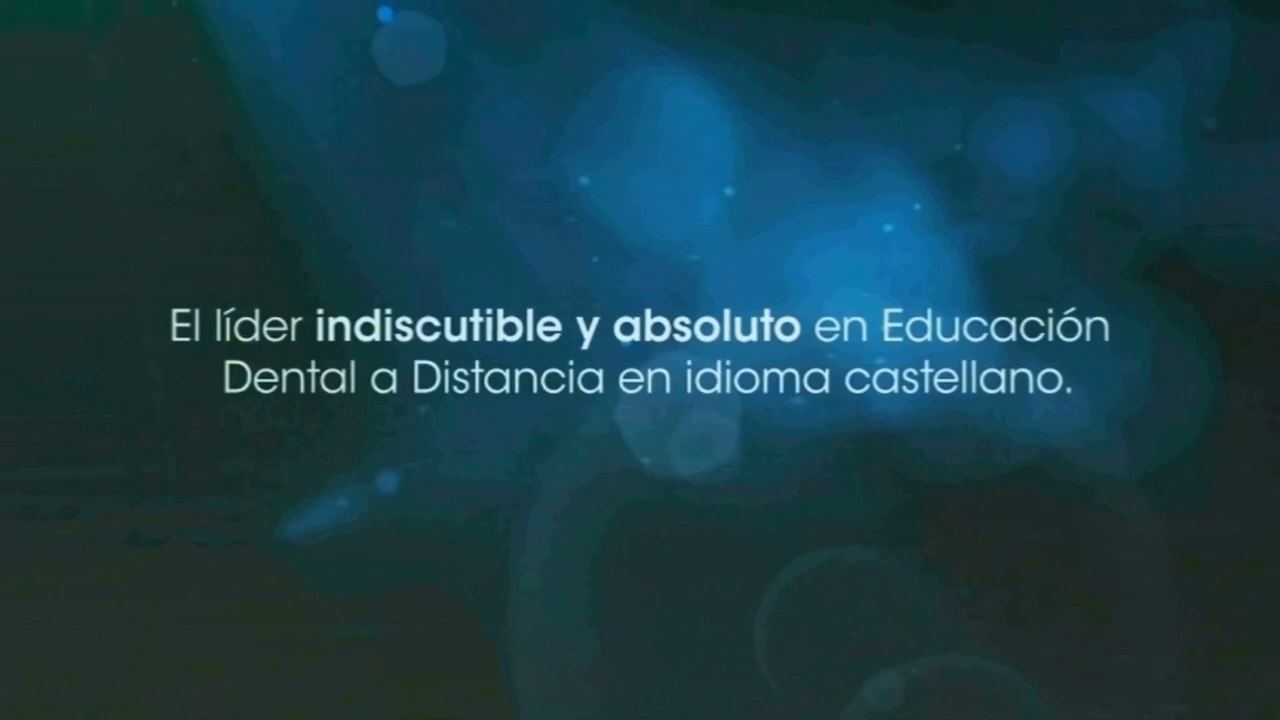 El líder indiscutible y absoluto en Educación
Dental a Distancia en idioma castellano.